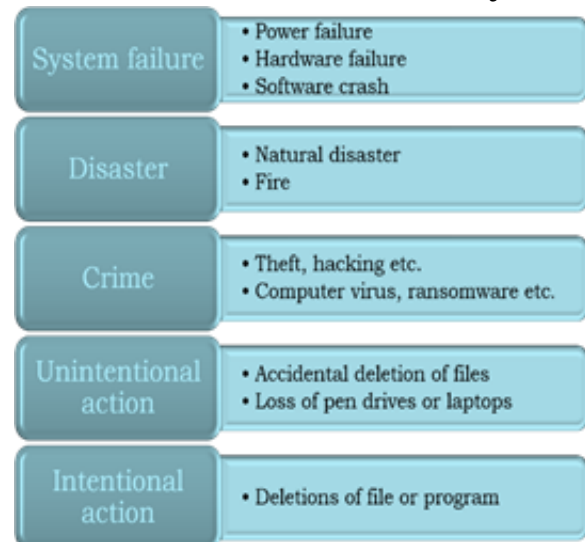 System failure
• Power failure
• Hardware failure
• Software crash
Disaster
• Natural disaster
• Fire
Crime
• Theft, hacking etc.
• Computer virus, ransomware etc.
Unintentional
action
• Accidental deletion of files
• Loss of pen drives or laptops
Intentional
action
• Deletions of file or program